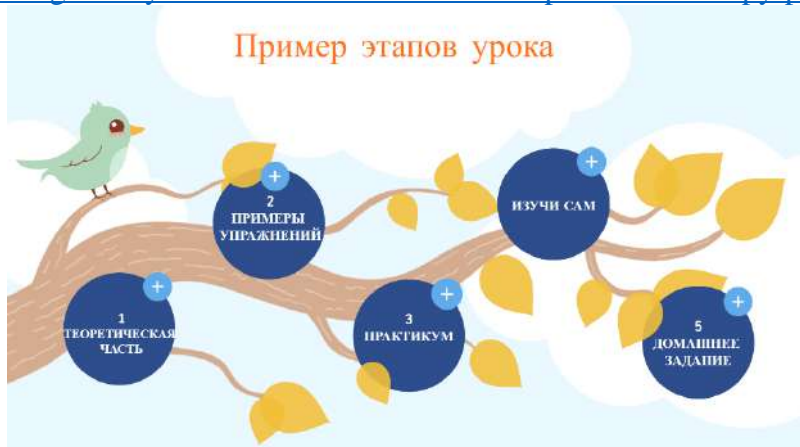 Пример этапов урока
1
ТЕОРЕТИЧЕСКАЯ
ЧАСТЬ
2
ПРИМЕРЫ
УПРАЖНЕНИЙ
3
ПРАКТИКУМ
ИЗУЧИ САМ
5
ДОМАШНЕЕ
ЗАДАНИЕ